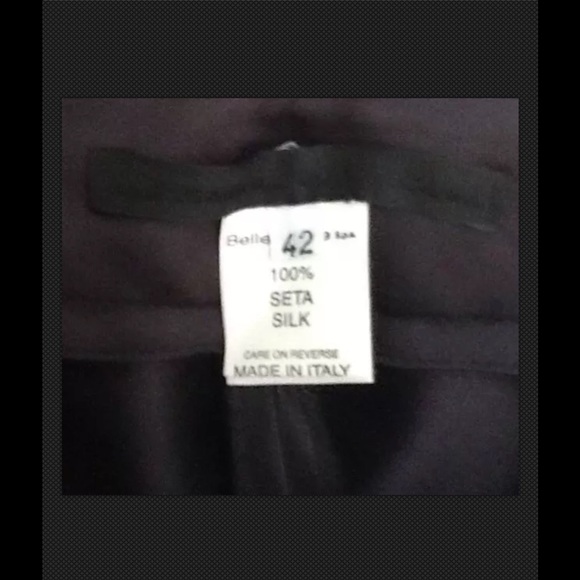 Belle 42
100%
SETA
SILK
CARE ON REVERSE
MADE IN ITALY